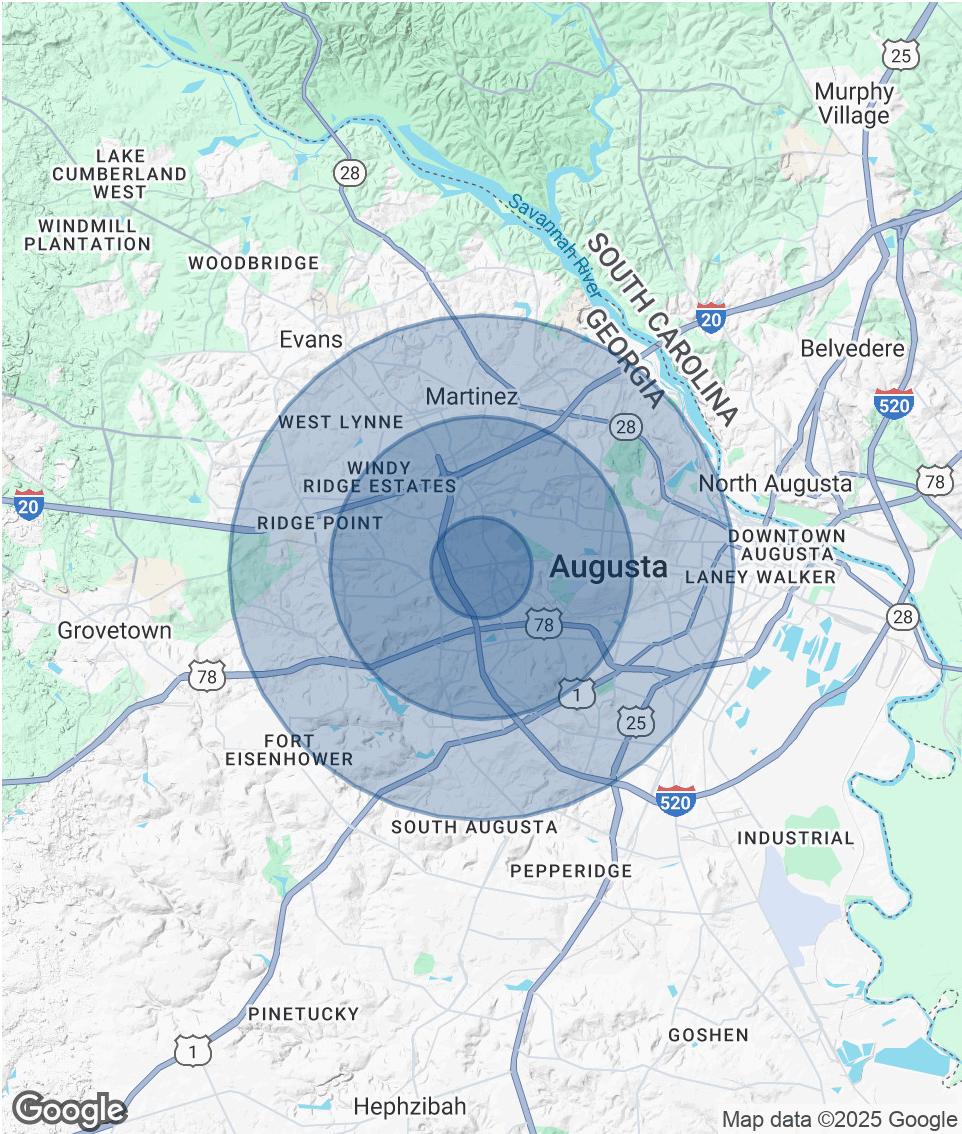 25
Murphy
Village
LAKE
CUMBERLAND
WEST
28
WINDMILL
PLANTATION
WOODBRIDGE
Savannah River
SOUTH CAROLINA
GEORGIA
20
Evans
Belvedere
Martinez
520
WEST LYNNE
28
WINDY
RIDGE ESTATES
North Augusta
78
20
RIDGE POINT
DOWNTOWN
AUGUSTA
Augusta
LANEY WALKER
28
Grovetown
78
78
1
25
FORT
EISENHOWER
520
SOUTH AUGUSTA
INDUSTRIAL
PEPPERIDGE
PINETUCKY
GOSHEN
1
Google
Hephzibah
Map data ©2025 Google